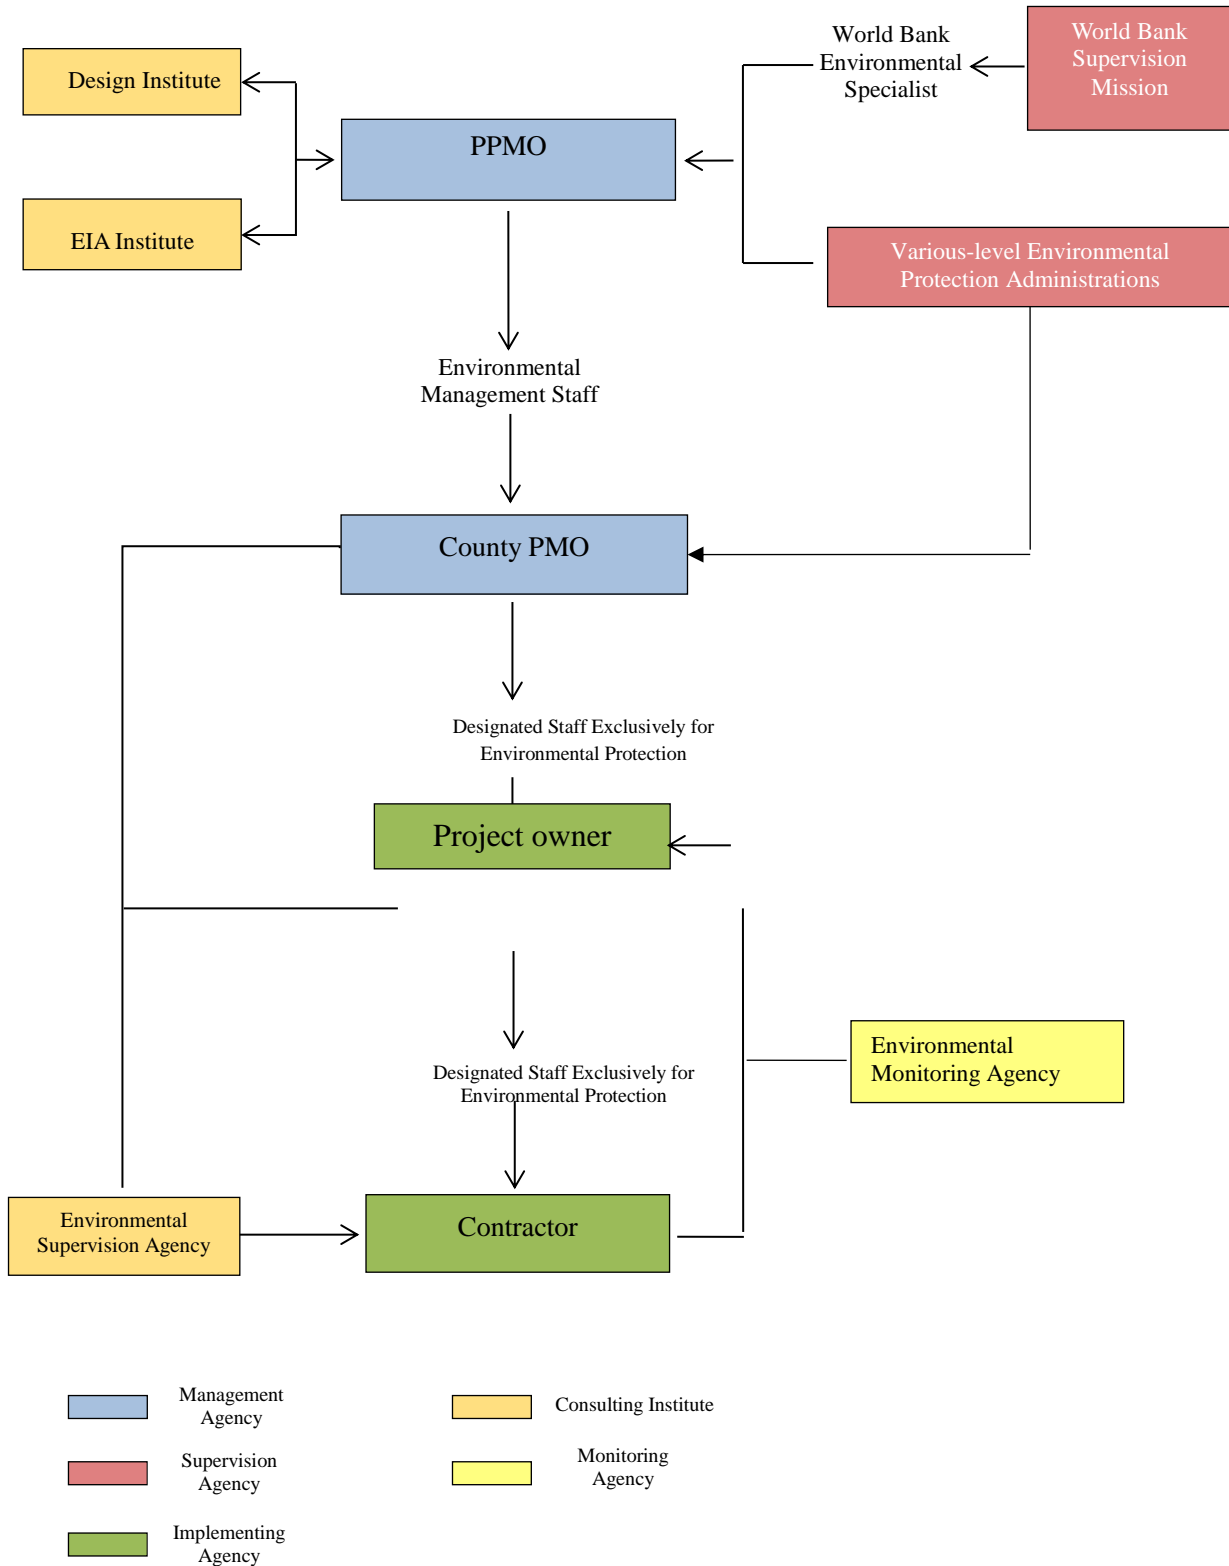 World Bank
Environmental
Specialist
World Bank
Supervision
Mission
Design Institute
PPMO
EIA Institute
Various-level Environmental
Protection Administrations
Environmental
Management Staff
County PMO
Designated Staff Exclusively for
Environmental Protection
Project owner
Environmental
Monitoring Agency
Designated Staff Exclusively for
Environmental Protection
Environmental
Supervision Agency
Contractor
Management
Agency
Consulting Institute
Supervision
Agency
Monitoring
Agency
Implementing
Agency